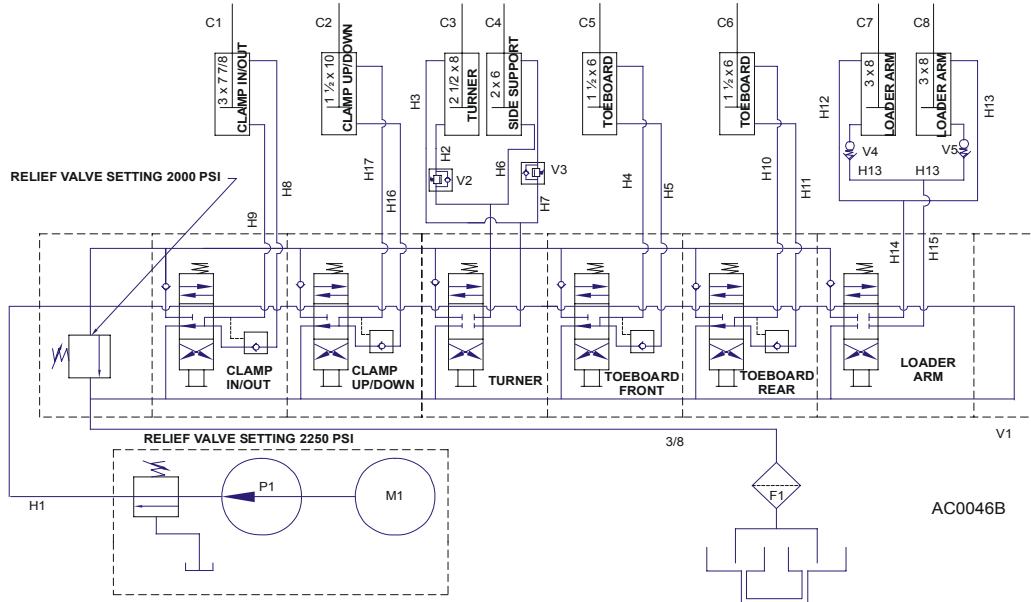 C1
C2
C3
C4
C5
C6
C7
C8
3 x 7 7/8
CLAMP IN/OUT
1 ½ x 10
CLAMP UP/DOWN
2 1/2 x 8
TURNER
2 x 6
SIDE SUPPORT
1 ½ x 6
TOEBOARD
1 ½ x 6
TOEBOARD
3 x 8
LOADER ARM
3 x 8
LOADER ARM
H3
H12
H13
H2
V2
H6
V3
H7
V4
V5
H13
H13
RELIEF VALVE SETTING 2000 PSI
H9
H8
H17
H16
H4
H5
H10
H11
H14
H15
CLAMP
IN/OUT
CLAMP
UP/DOWN
TURNER
TOEBOARD
FRONT
TOEBOARD
REAR
LOADER
ARM
V1
RELIEF VALVE SETTING 2250 PSI
3/8
H1
P1
M1
F1
AC0046B